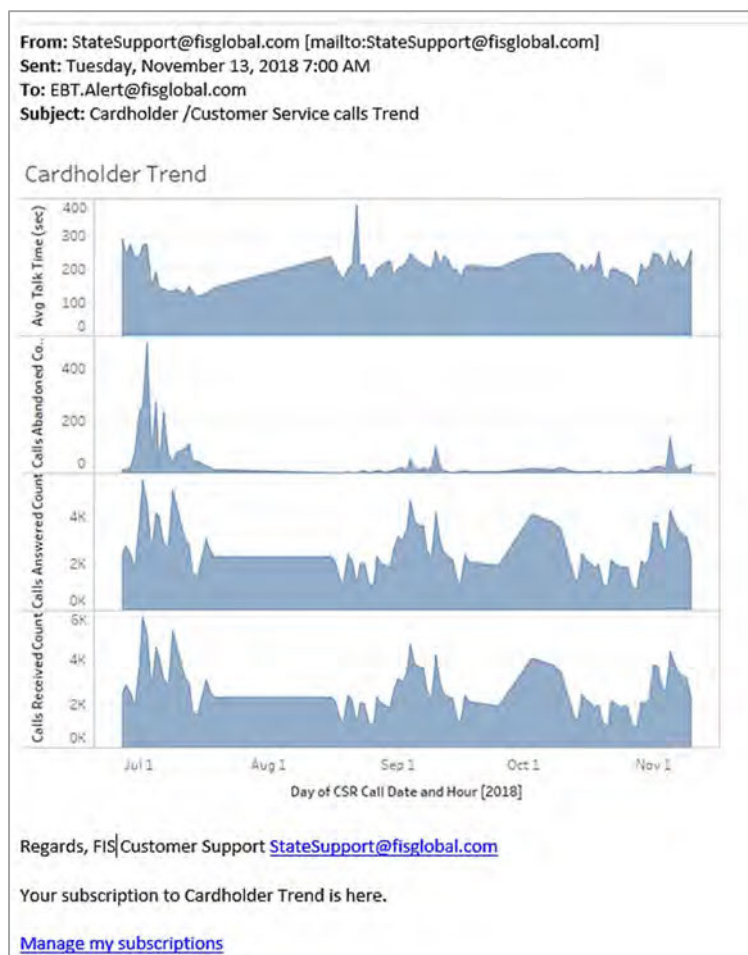 From: StateSupport@fisglobal.com [mailto:StateSupport@fisglobal.com]
Sent: Tuesday, November 13, 2018 7:00 AM
To: EBT.Alert@fisglobal.com
Subject: Cardholder /Customer Service calls Trend
Cardholder Trend
Avg Talk Time (sec)
400
300
200
100
0
Calls Abandoned Co..
400
200
0
Calls Answered Count
4K
2K
0K
Calls Received Count
6K
4K
2K
0K
Jul 1
Aug 1
Sep 1
Oct 1
Nov 1
Day of CSR Call Date and Hour [2018]
Regards, FIS Customer Support StateSupport@fisglobal.com
Your subscription to Cardholder Trend is here.
Manage my subscriptions